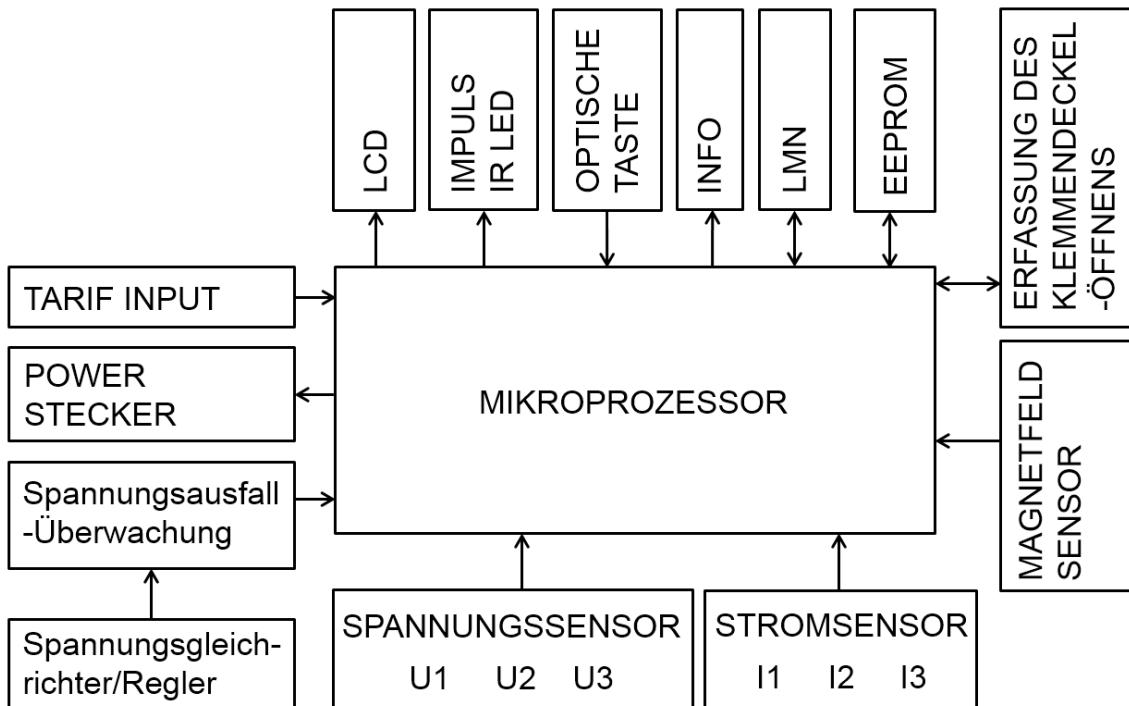 LCD
IMPULS
IR LED
OPTISCHE
TASTE
INFO
LMN
EEPROM
ERFASSUNG DES
KLEMMENDECKEL
-ÖFFNENS
TARIF INPUT
POWER
STECKER
MIKROPROZESSOR
MAGNETFELD
SENSOR
Spannungsausfall
-Überwachung
Spannungsgleich-
richter/Regler
SPANNUNGSSENSOR
U1 U2 U3
STROMSENSOR
I1 I2 I3